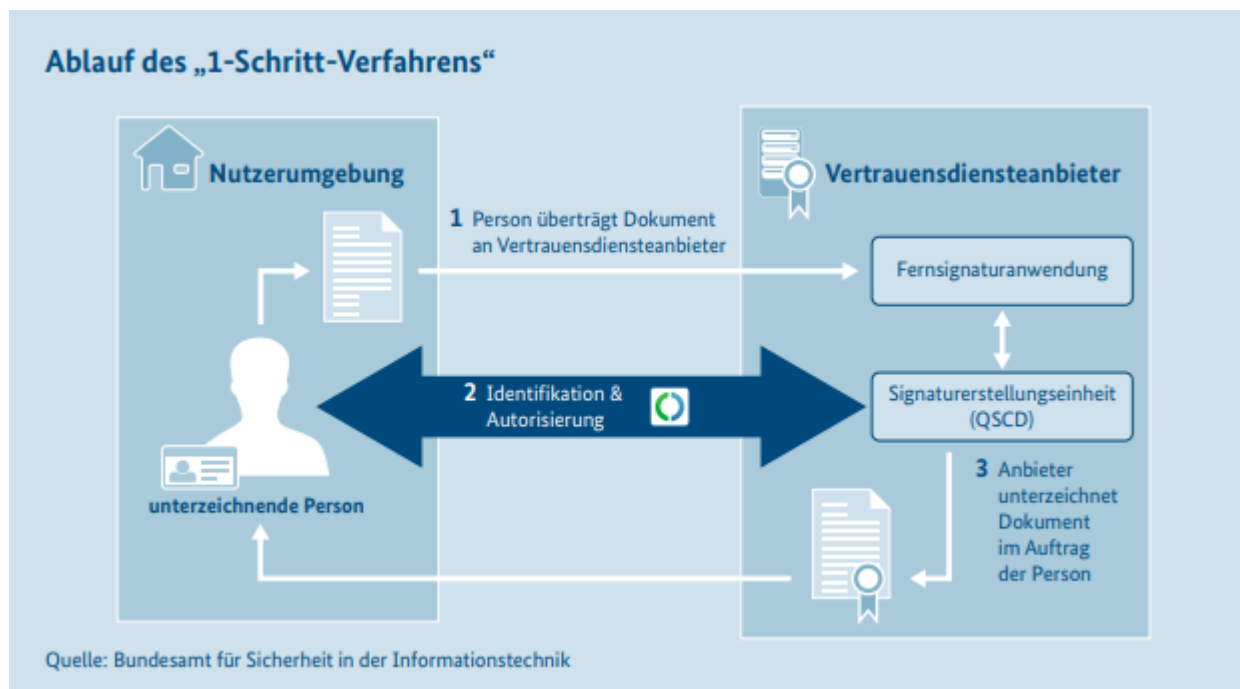 Ablauf des „1-Schritt-Verfahrens“
Nutzerumgebung
Vertrauensdiensteanbieter
1 Person überträgt Dokument
an Vertrauensdiensteanbieter
Fernsignaturanwendung
2 Identifikation &
Autorisierung
Signaturerstellungseinheit
(QSCD)
3 Anbieter
unterzeichnet
Dokument
im Auftrag
der Person
unterzeichnende Person
Quelle: Bundesamt für Sicherheit in der Informationstechnik